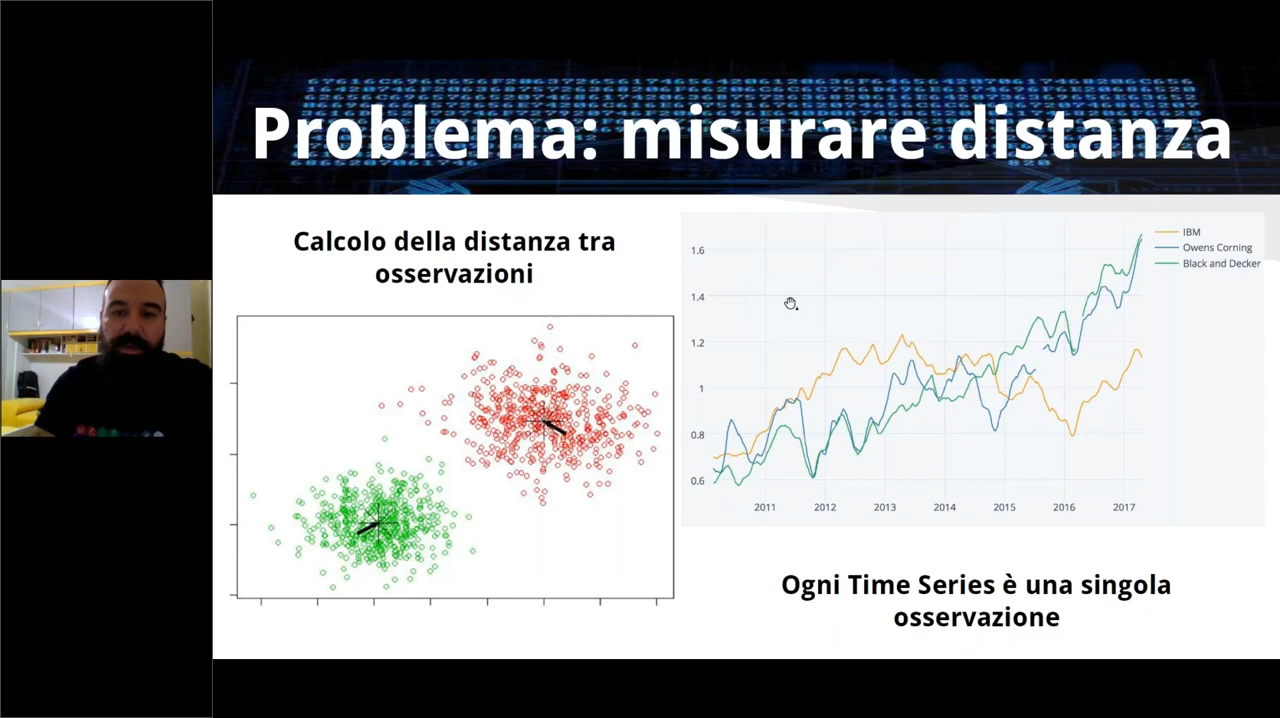 Problema: misurare distanza
Calcolo della distanza tra
osservazioni
IBM
Owens Corning
Black and Decker
1.6
1.4
1.2
1
0.8
0.6
2011 2012 2013 2014 2015 2016 2017
Ogni Time Series è una singola
osservazione